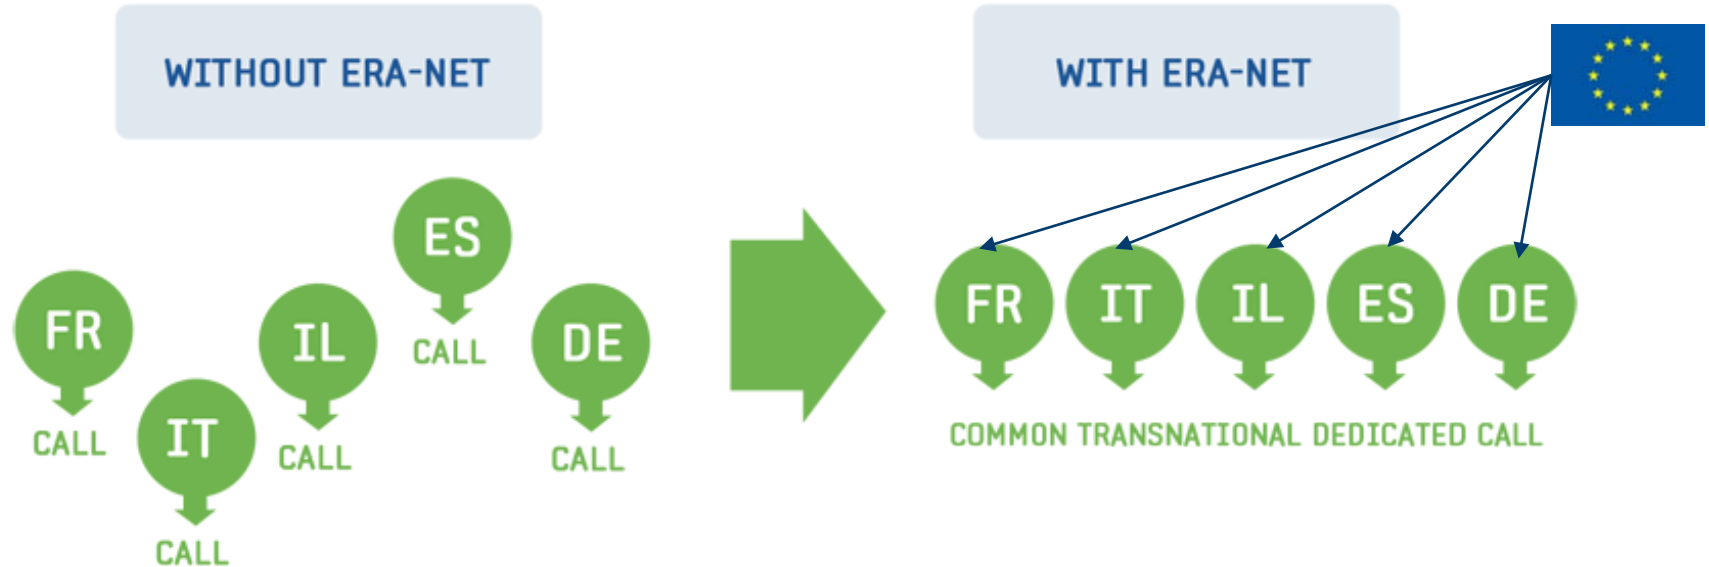 WITHOUT ERA-NET
ES
CALL
FR
CALL
IL
CALL
DE
CALL
IT
CALL
WITH ERA-NET
FR IT IL ES DE
COMMON TRANSNATIONAL DEDICATED CALL